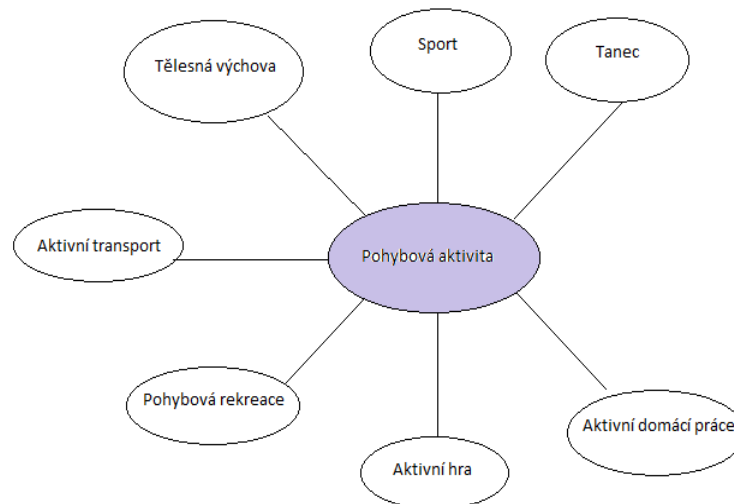 Sport
Tanec
Tělesná výchova
Aktivní transport
Pohybová aktivita
Pohybová rekreace
Aktivní domácí práce
Aktivní hra